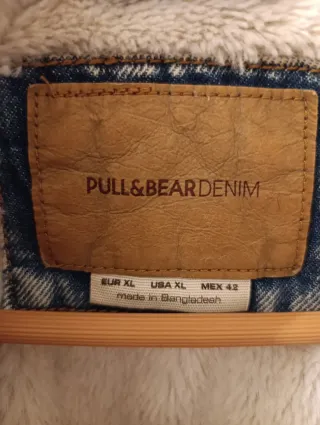 PULL&BEARDENIM
EUR XL USA XL MEX 42
made in Bangladesh